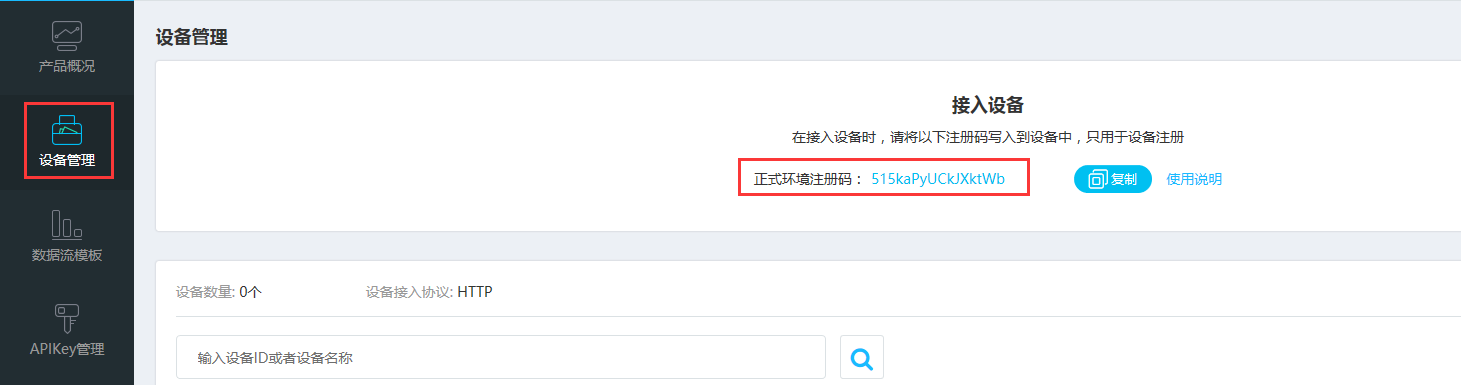 产品概况
设备管理
数据流模板
APIKey管理
设备管理
接入设备
在接入设备时，请将以下注册码写入到设备中，只用于设备注册
正式环境注册码： 515kaPyUCkJXktWb 复制 使用说明
设备数量: 0个 设备接入协议: HTTP
输入设备ID或者设备名称